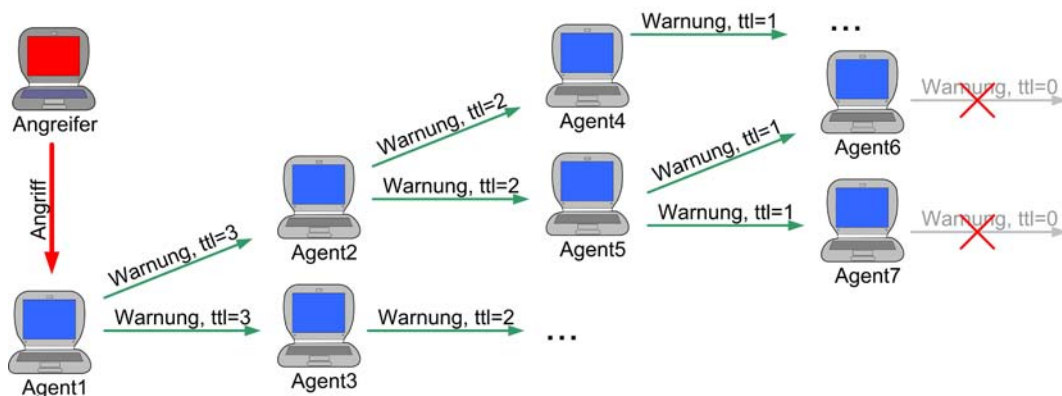 Warnung, ttl=1
...
Angreifer
Agent4
Warnung, ttl=2
Warnung, ttl=1
Agent6
Warnung, ttl=0
Angriff
Warnung, ttl=3
Agent2
Warnung, ttl=2
Agent5
Warnung, ttl=1
Agent7
Warnung, ttl=0
Agent1
Warnung, ttl=3
Agent3
Warnung, ttl=2
...